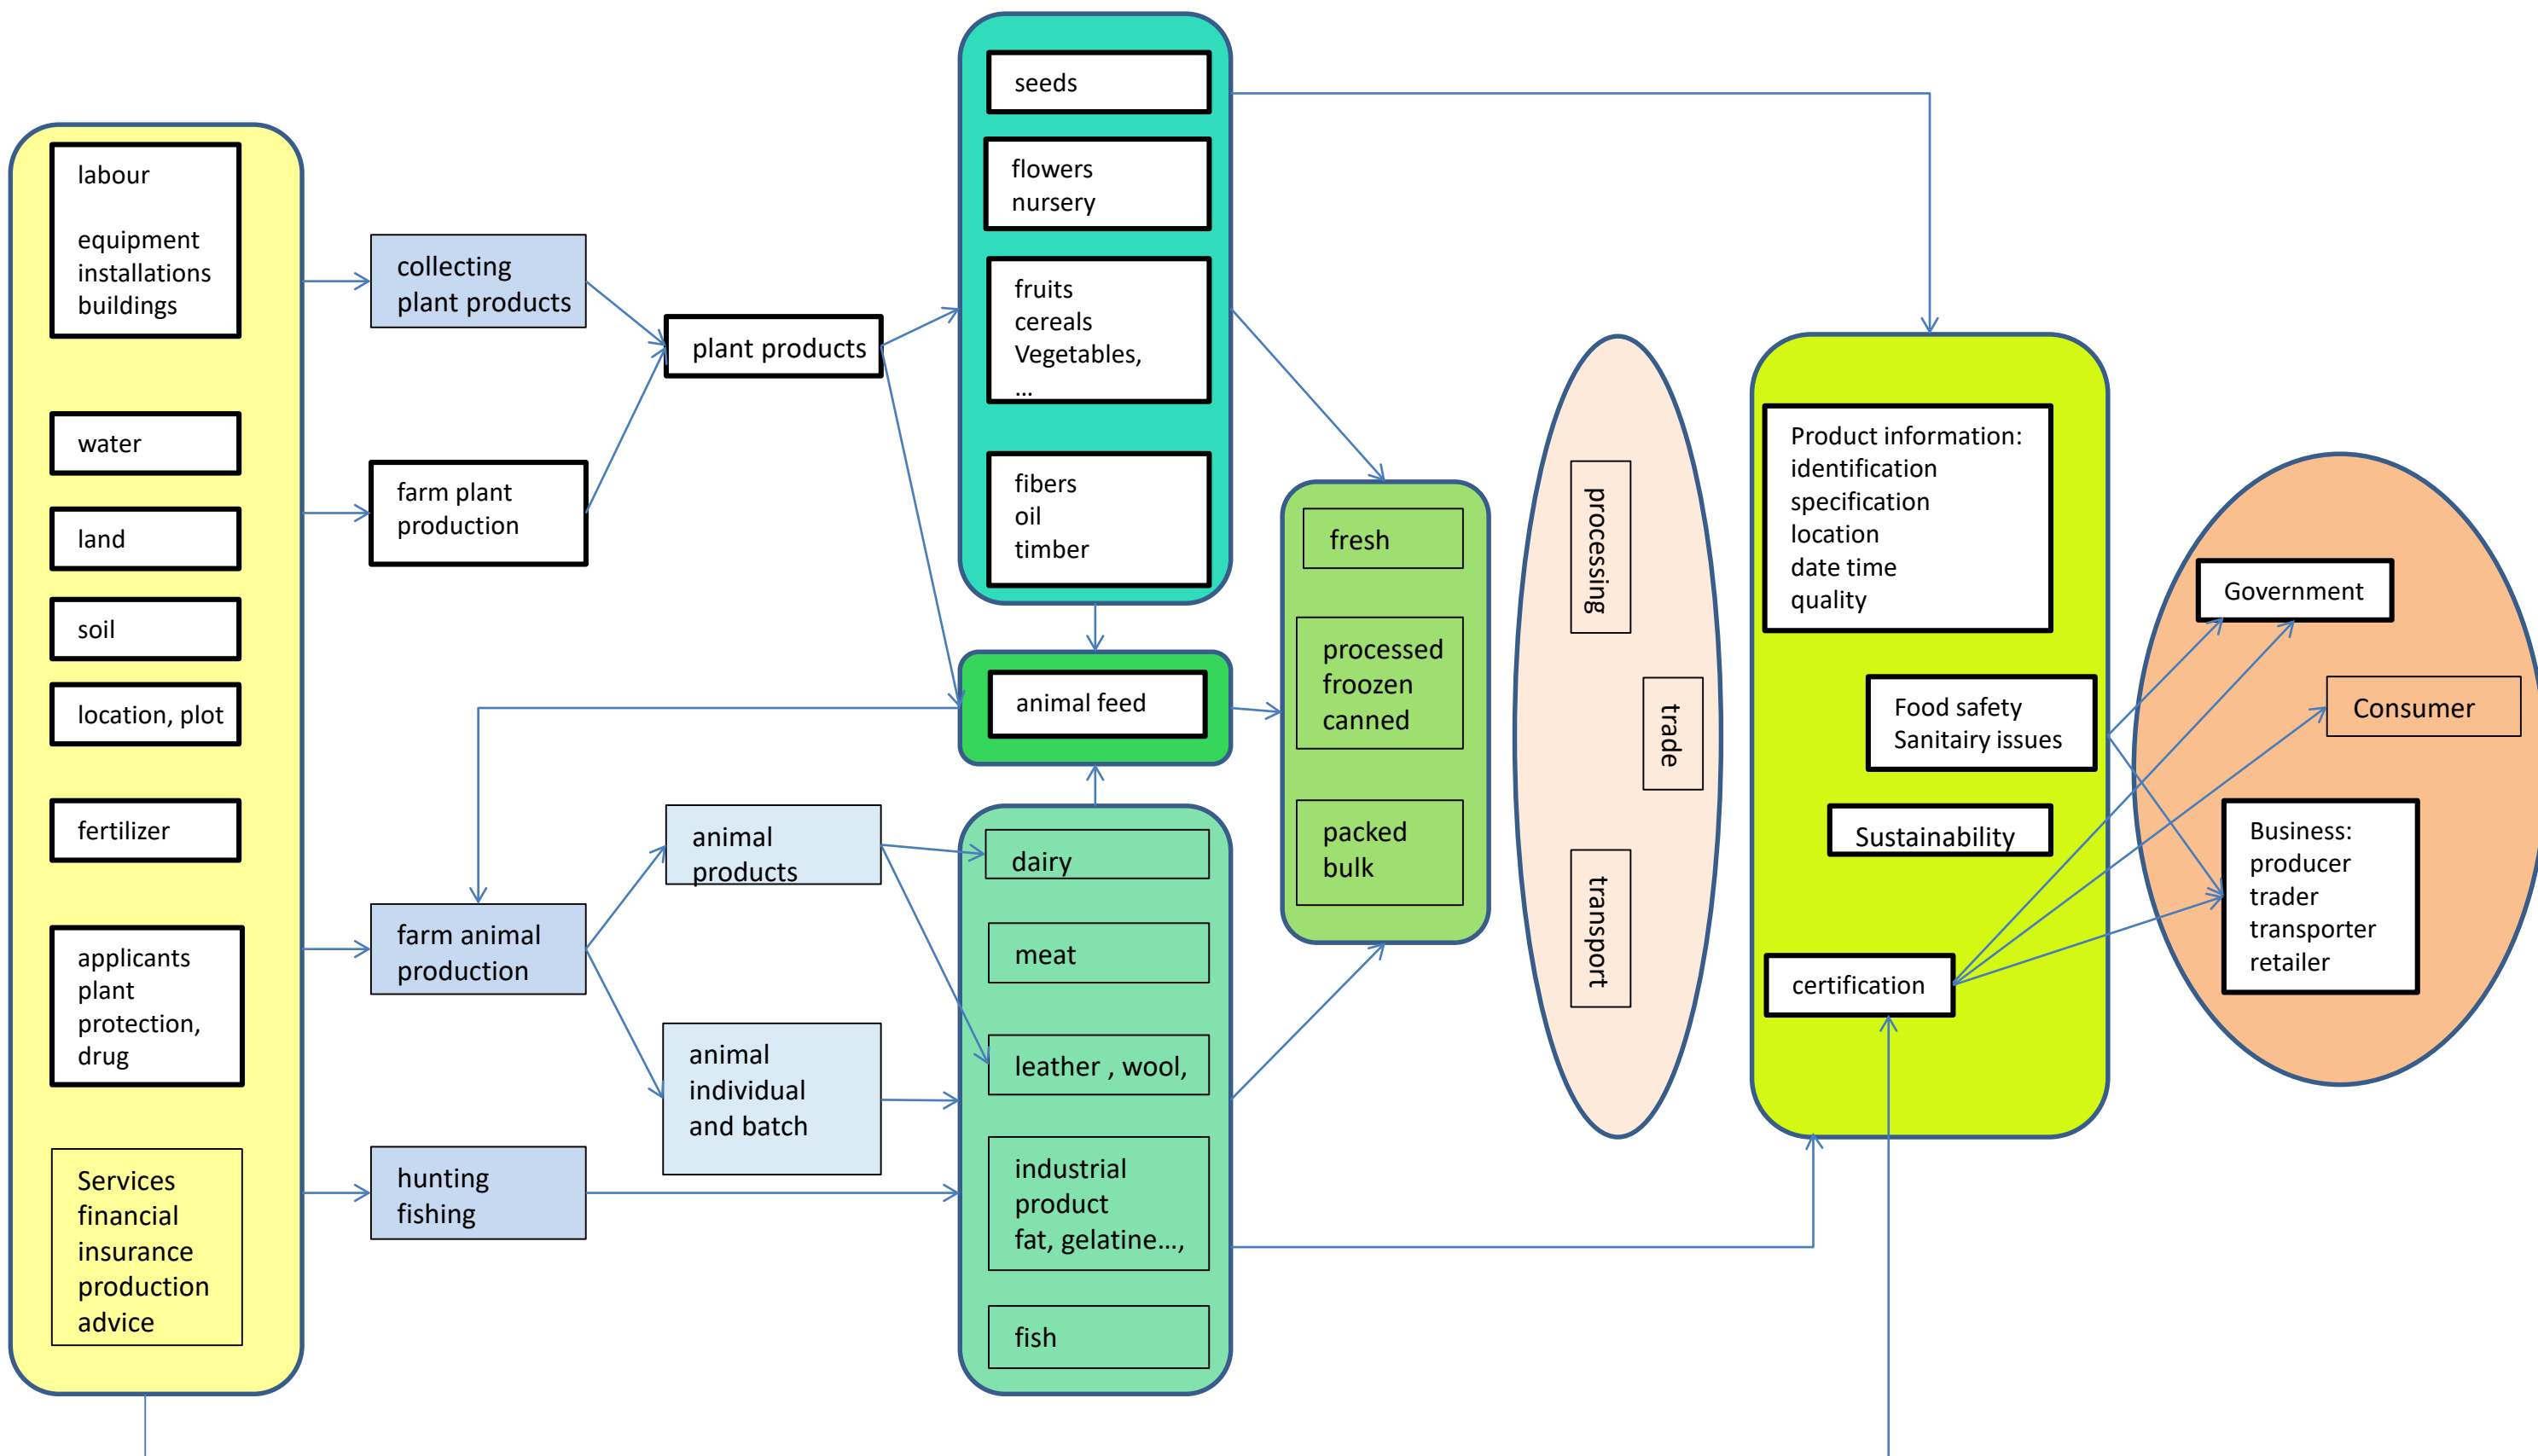 labour
equipment
installations
buildings
water
land
soil
location, plot
fertilizer
applicants
plant
protection,
drug
Services
financial
insurance
production
advice
collecting
plant products
farm plant
production
farm animal
production
hunting
fishing
plant products
animal
products
animal
individual
and batch
seeds
flowers
nursery
fruits
cereals
Vegetables,
...
fibers
oil
timber
animal feed
dairy
meat
leather , wool,
industrial
product
fat, gelatine...,
fish
fresh
processed
froozen
canned
packed
bulk
processing
trade
transport
Product information:
identification
specification
location
date time
quality
Food safety
Sanitairy issues
Sustainability
certification
Government
Consumer
Business:
producer
trader
transporter
retailer